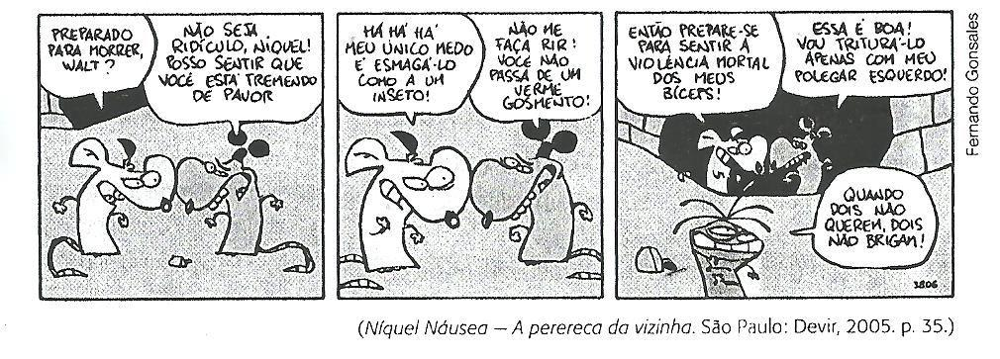 PREPARADO
PARA MORRER,
WALT?
NÃO SEJA
RIDÍCULO, NÍQUEL!
POSSO SENTIR QUE
VOCÊ ESTÁ TREMENDO
DE PAVOR
HÁ HÁ HÁ
MEU ÚNICO MEDO
É ESMAGÁ-LO
COMO A UM
INSETO!
NÃO ME
FAÇA RIR!
VOCÊ NÃO
PASSA DE UM
VERME
GOSMENTO!
ENTÃO PREPARE-SE
PARA SENTIR A
VIOLÊNCIA MORTAL
DOS MEUS
BÍCEPS!
ESSA É BOA!
VOU TRITURÁ-LO
APENAS COM MEU
POLEGAR ESQUERDO!
QUANDO
DOIS NÃO
QUEREM, DOIS
NÃO BRIGAM!
3806
Fernando Gonsales
(Níquel Náusea – A perereca da vizinha. São Paulo: Devir, 2005. p. 35.)